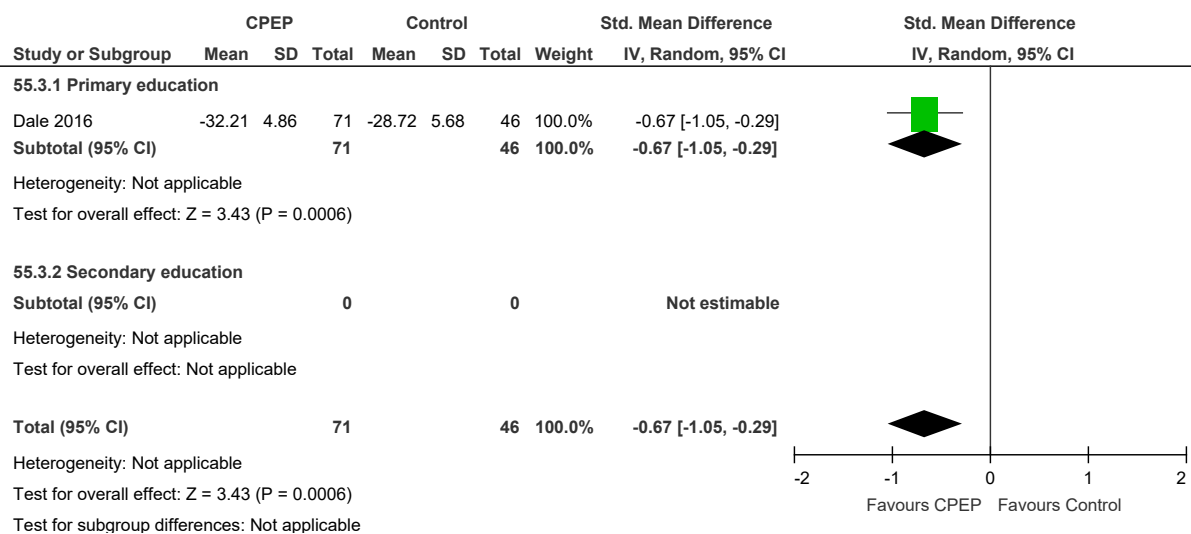 CPEP Control Std. Mean Difference Std. Mean Difference
Study or Subgroup Mean SD Total Mean SD Total Weight IV, Random, 95% CI IV, Random, 95% CI
55.3.1 Primary education
Dale 2016 -32.21 4.86 71 -28.72 5.68 46 100.0% -0.67 [-1.05, -0.29]
Subtotal (95% CI) 71 46 100.0% -0.67 [-1.05, -0.29]
Heterogeneity: Not applicable
Test for overall effect: Z = 3.43 (P = 0.0006)
55.3.2 Secondary education
Subtotal (95% CI) 0 0 Not estimable
Heterogeneity: Not applicable
Test for overall effect: Not applicable
Total (95% CI) 71 46 100.0% -0.67 [-1.05, -0.29]
Heterogeneity: Not applicable
Test for overall effect: Z = 3.43 (P = 0.0006)
Test for subgroup differences: Not applicable
-2 -1 0 1 2
Favours CPEP Favours Control